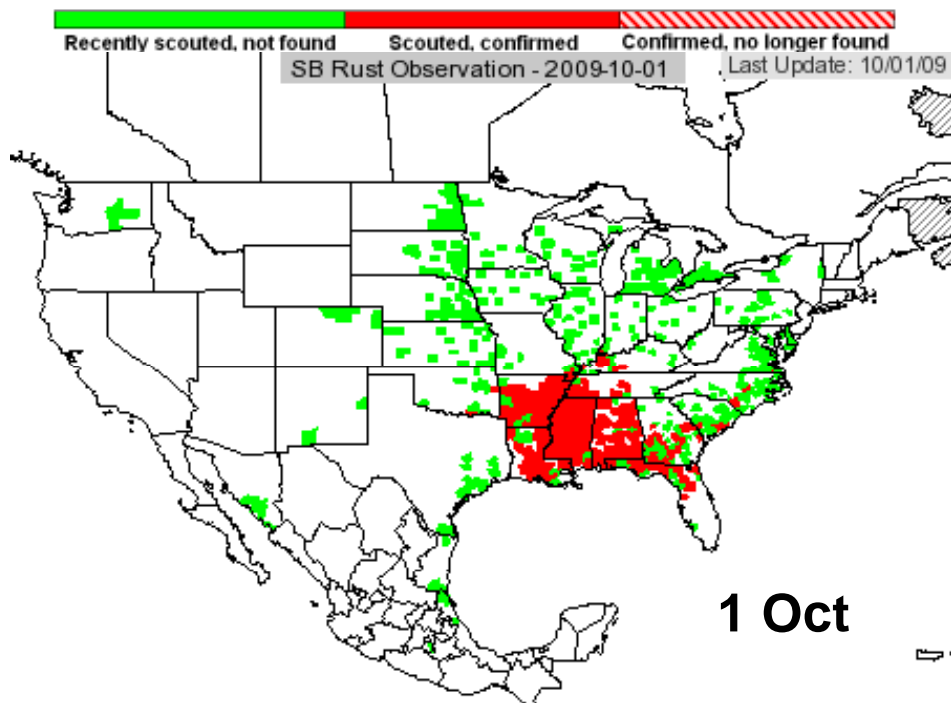 Recently scouted, not found Scouted, confirmed Confirmed, no longer found
SB Rust Observation - 2009-10-01 Last Update: 10/01/09
1 Oct